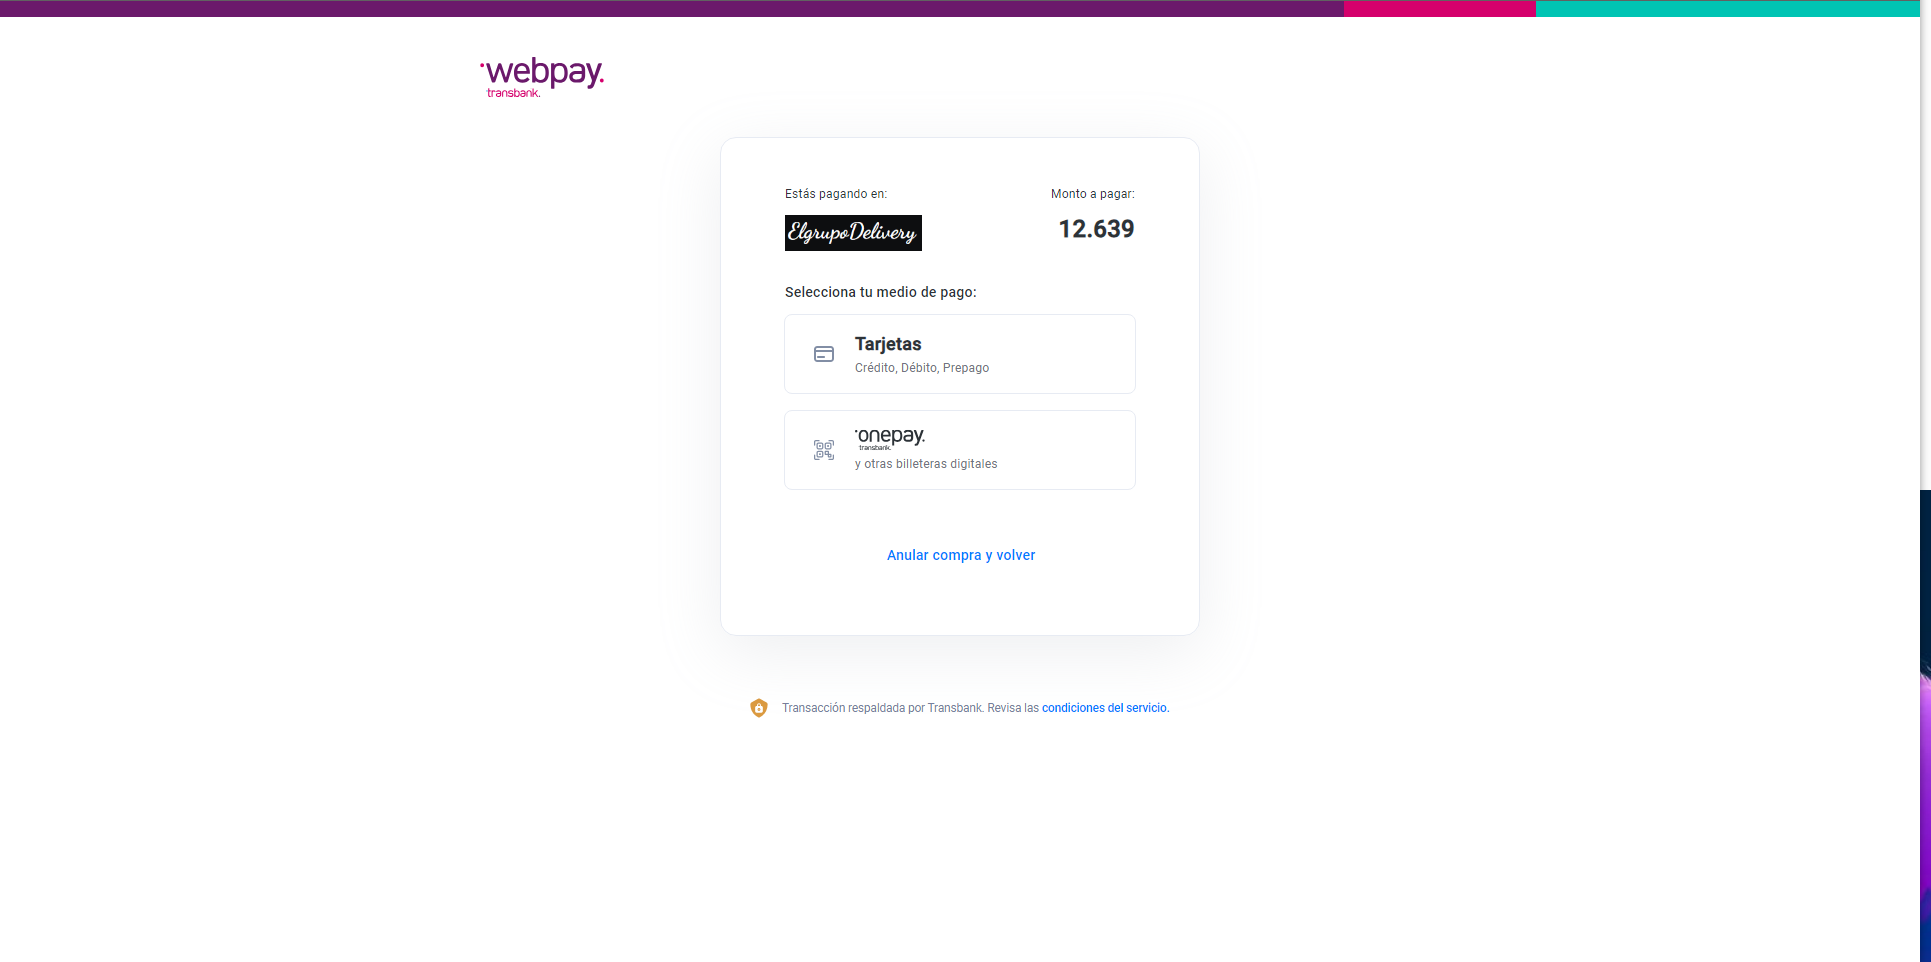 webpay.
transbank.
Estás pagando en:
Monto a pagar:
ElgrupoDelivery
12.639
Selecciona tu medio de pago:
Tarjetas
Crédito, Débito, Prepago
onepay.
transbank.
y otras billeteras digitales
Anular compra y volver
Transacción respaldada por Transbank. Revisa las condiciones del servicio.